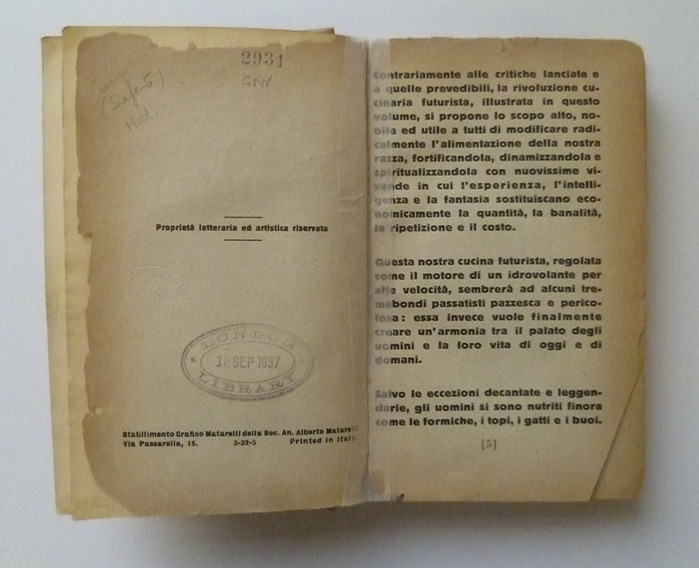 2931
GNP
(Safe 5)
Mod.
Proprietà letteraria ed artistica riservata
LONDON
18 SEP 1937
LIBRARY
Stabilimento Grafico Matarelli della Soc. An. Alberto Matarelli
Via Passarella, 15. 3-32-5 Printed in Italy.
Contrariamente alle critiche lanciate e
a quelle prevedibili, la rivoluzione cu-
cinaria futurista, illustrata in questo
volume, si propone lo scopo alto, no-
bile ed utile a tutti di modificare radi-
calmente l'alimentazione della nostra
razza, fortificandola, dinamizzandola e
spiritualizzandola con nuovissime vi-
vande in cui l'esperienza, l'intelli-
genza e la fantasia sostituiscano eco-
nomicamente la quantità, la banalità,
la ripetizione e il costo.
Questa nostra cucina futurista, regolata
come il motore di un idrovolante per
alte velocità, sembrerà ad alcuni tre-
mebondi passatisti pazzesca e perico-
losa: essa invece vuole finalmente
creare un'armonia tra il palato degli
uomini e la loro vita di oggi e di
domani.
Salvo le eccezioni decantate e leggen-
darie, gli uomini si sono nutriti finora
come le formiche, i topi, i gatti e i buoi.
[5]